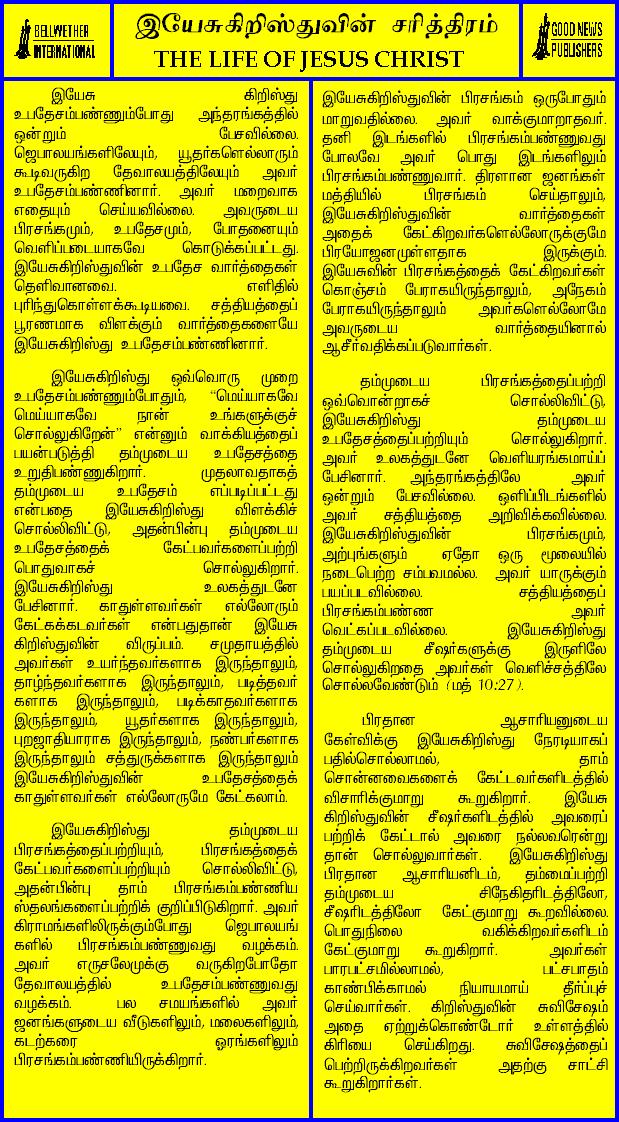 BELLWETHER
INTERNATIONAL
இயேசுகிறிஸ்துவின் சரித்திரம்
THE LIFE OF JESUS CHRIST
GOOD NEWS
PUBLISHERS
இயேசு கிறிஸ்து
உபதேசம்பண்ணும்போது அந்தரங்கத்தில்
ஒன்றும் பேசவில்லை.
ஜெபாலயங்களிலேயும், யூதர்களெல்லாரும்
கூடிவருகிற தேவாலயத்திலேயும் அவர்
உபதேசம்பண்ணினார். அவர் மறைவாக
எதையும் செய்யவில்லை. அவருடைய
பிரசங்கமும், உபதேசமும், போதனையும்
வெளிப்படையாகவே கொடுக்கப்பட்டது.
இயேசுகிறிஸ்துவின் உபதேச வார்த்தைகள்
தெளிவானவை. எளிதில்
புரிந்துகொள்ளக்கூடியவை. சத்தியத்தைப்
பூரணமாக விளக்கும் வார்த்தைகளையே
இயேசுகிறிஸ்து உபதேசம்பண்ணினார்.
இயேசுகிறிஸ்து ஒவ்வொரு முறை
உபதேசம்பண்ணும்போதும், “மெய்யாகவே
மெய்யாகவே நான் உங்களுக்குச்
சொல்லுகிறேன்” என்னும் வாக்கியத்தைப்
பயன்படுத்தி தம்முடைய உபதேசத்தை
உறுதிபண்ணுகிறார். முதலாவதாகத்
தம்முடைய உபதேசம் எப்படிப்பட்டது
என்பதை இயேசுகிறிஸ்து விளக்கிச்
சொல்லிவிட்டு, அதன்பின்பு தம்முடைய
உபதேசத்தைக் கேட்பவர்களைப்பற்றி
பொதுவாகச் சொல்லுகிறார்.
இயேசுகிறிஸ்து உலகத்துடனே
பேசினார். காதுள்ளவர்கள் எல்லோரும்
கேட்கக்கடவர்கள் என்பதுதான் இயேசு
கிறிஸ்துவின் விருப்பம். சமுதாயத்தில்
அவர்கள் உயர்ந்தவர்களாக இருந்தாலும்,
தாழ்ந்தவர்களாக இருந்தாலும், படித்தவர்
களாக இருந்தாலும், படிக்காதவர்களாக
இருந்தாலும், யூதர்களாக இருந்தாலும்,
புறஜாதியாராக இருந்தாலும், நண்பர்களாக
இருந்தாலும் சத்துருக்களாக இருந்தாலும்
இயேசுகிறிஸ்துவின் உபதேசத்தைக்
காதுள்ளவர்கள் எல்லோருமே கேட்கலாம்.
இயேசுகிறிஸ்து தம்முடைய
பிரசங்கத்தைப்பற்றியும், பிரசங்கத்தைக்
கேட்பவர்களைப்பற்றியும் சொல்லிவிட்டு,
அதன்பின்பு தாம் பிரசங்கம்பண்ணிய
ஸ்தலங்களைப்பற்றிக் குறிப்பிடுகிறார். அவர்
கிராமங்களிலிருக்கும்போது ஜெபாலயங்
களில் பிரசங்கம்பண்ணுவது வழக்கம்.
அவர் எருசலேமுக்கு வருகிறபோதோ
தேவாலயத்தில் உபதேசம்பண்ணுவது
வழக்கம். பல சமயங்களில் அவர்
ஜனங்களுடைய வீடுகளிலும், மலைகளிலும்,
கடற்கரை ஓரங்களிலும்
பிரசங்கம்பண்ணியிருக்கிறார்.
இயேசுகிறிஸ்துவின் பிரசங்கம் ஒருபோதும்
மாறுவதில்லை. அவர் வாக்குமாறாதவர்.
தனி இடங்களில் பிரசங்கம்பண்ணுவது
போலவே அவர் பொது இடங்களிலும்
பிரசங்கம்பண்ணுவார். திரளான ஜனங்கள்
மத்தியில் பிரசங்கம் செய்தாலும்,
இயேசுகிறிஸ்துவின் வார்த்தைகள்
அதைக் கேட்கிறவர்களெல்லோருக்குமே
பிரயோஜனமுள்ளதாக இருக்கும்.
இயேசுவின் பிரசங்கத்தைக் கேட்கிறவர்கள்
கொஞ்சம் பேராகயிருந்தாலும், அநேகம்
பேராகயிருந்தாலும் அவர்களெல்லோமே
அவருடைய வார்த்தையினால்
ஆசீர்வதிக்கப்படுவார்கள்.
தம்முடைய பிரசங்கத்தைப்பற்றி
ஒவ்வொன்றாகச் சொல்லிவிட்டு,
இயேசுகிறிஸ்து தம்முடைய
உபதேசத்தைப்பற்றியும் சொல்லுகிறார்.
அவர் உலகத்துடனே வெளியரங்கமாய்ப்
பேசினார். அந்தரங்கத்திலே அவர்
ஒன்றும் பேசவில்லை. ஒளிப்பிடங்களில்
அவர் சத்தியத்தை அறிவிக்கவில்லை.
இயேசுகிறிஸ்துவின் பிரசங்கமும்,
அற்புங்களும் ஏதோ ஒரு மூலையில்
நடைபெற்ற சம்பவமல்ல. அவர் யாருக்கும்
பயப்படவில்லை. சத்தியத்தைப்
பிரசங்கம்பண்ண அவர்
வெட்கப்படவில்லை. இயேசுகிறிஸ்து
தம்முடைய சீஷர்களுக்கு இருளிலே
சொல்லுகிறதை அவர்கள் வெளிச்சத்திலே
சொல்லவேண்டும் (மத் 10:27).
பிரதான ஆசாரியனுடைய
கேள்விக்கு இயேசுகிறிஸ்து நேரடியாகப்
பதில்சொல்லாமல், தாம்
சொன்னவைகளைக் கேட்டவர்களிடத்தில்
விசாரிக்குமாறு கூறுகிறார். இயேசு
கிறிஸ்துவின் சீஷர்களிடத்தில் அவரைப்
பற்றிக் கேட்டால் அவரை நல்லவரென்று
தான் சொல்லுவார்கள். இயேசுகிறிஸ்து
பிரதான ஆசாரியனிடம், தம்மைப்பற்றி
தம்முடைய சிநேகிதரிடத்திலோ,
சீஷரிடத்திலோ கேட்குமாறு கூறவில்லை.
பொதுநிலை வகிக்கிறவர்களிடம்
கேட்குமாறு கூறுகிறார். அவர்கள்
பாரபட்சமில்லாமல், பட்சபாதம்
காண்பிக்காமல் நியாயமாய் தீர்ப்புச்
செய்வார்கள். கிறிஸ்துவின் சுவிசேஷம்
அதை ஏற்றுக்கொண்டோர் உள்ளத்தில்
கிரியை செய்கிறது. சுவிசேஷத்தைப்
பெற்றிருக்கிறவர்கள் அதற்கு சாட்சி
கூறுகிறார்கள்.